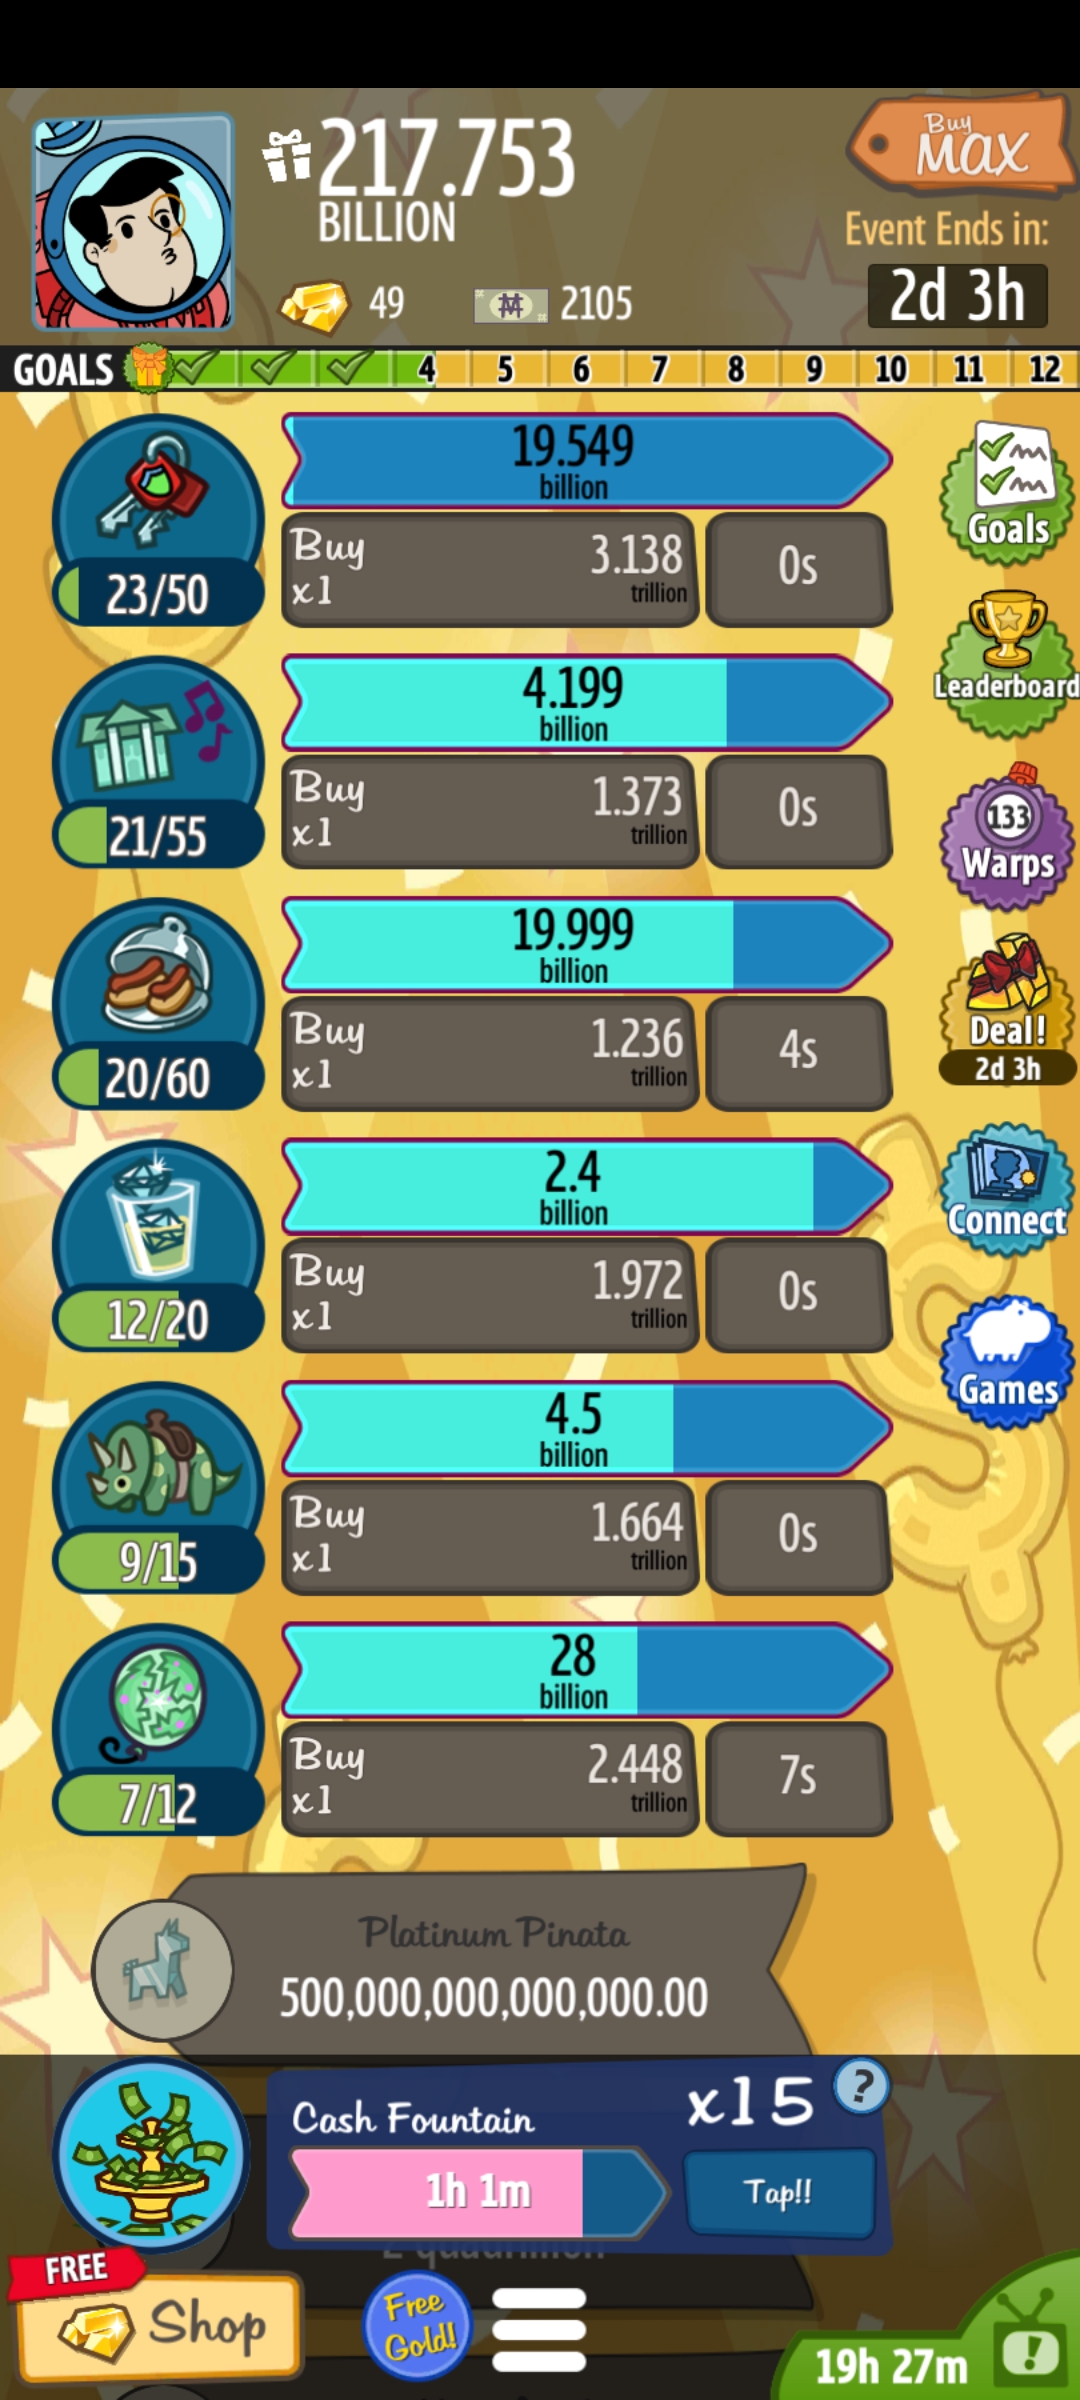 217.753
BILLION
Buy
MAX
Event Ends in:
2d 3h
49
2105
GOALS 4 5 6 7 8 9 10 11 12
19.549
billion
Buy
x1
3.138
trillion
0s
23/50
Goals
Leaderboard
4.199
billion
Buy
x1
1.373
trillion
0s
21/55
133
Warps
19.999
billion
Buy
x1
1.236
trillion
4s
20/60
Deal!
2d 3h
2.4
billion
Buy
x1
1.972
trillion
0s
12/20
Connect
4.5
billion
Buy
x1
1.664
trillion
0s
9/15
Games
28
billion
Buy
x1
2.448
trillion
7s
7/12
Platinum Pinata
500,000,000,000,000.00
Cash Fountain
x15
?
1h 1m
Tap!!
FREE
Shop
Free
Gold!
19h 27m
!